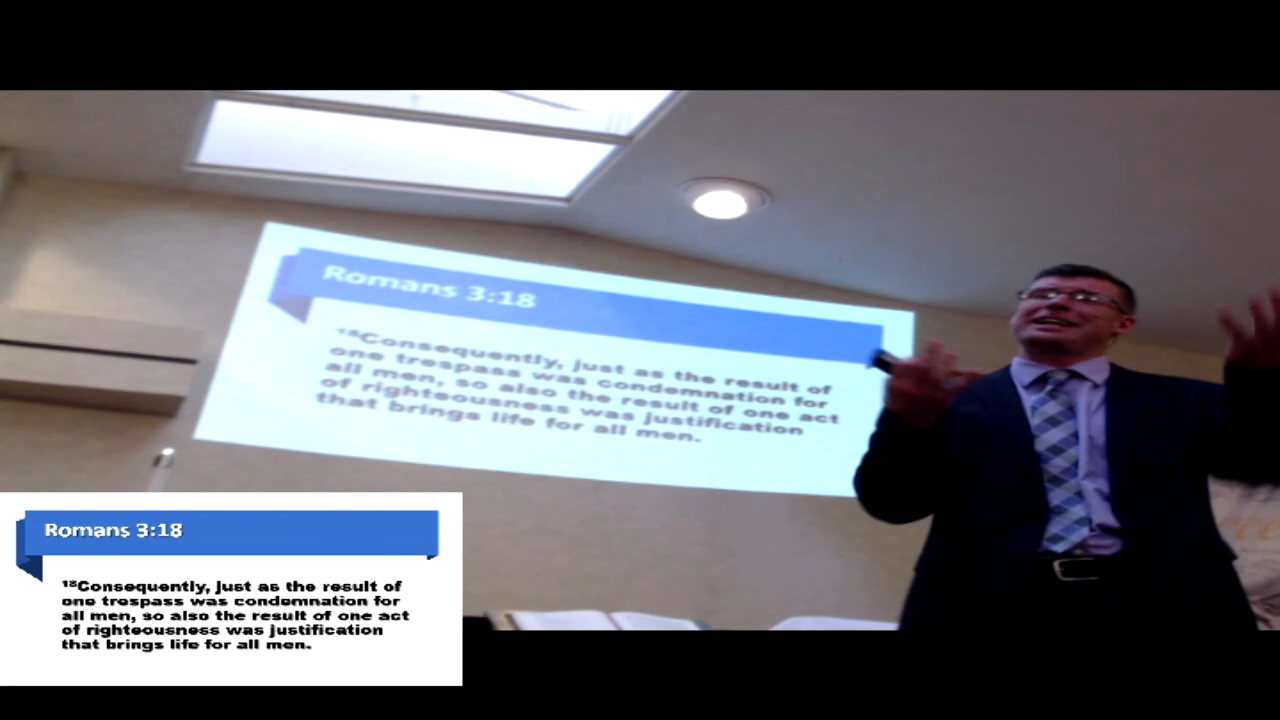 Romans 3:18
¹⁸Consequently, just as the result of
one trespass was condemnation for
all men, so also the result of one act
of righteousness was justification
that brings life for all men.
Romans 3:18
¹⁸Consequently, just as the result of
one trespass was condemnation for
all men, so also the result of one act
of righteousness was justification
that brings life for all men.